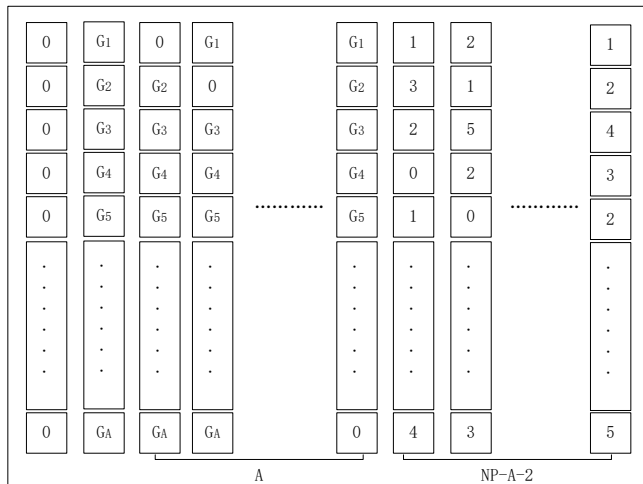 0 G1 0 G1 G1 1 2 1
0 G2 G2 0 G2 3 1 2
0 G3 G3 G3 G3 2 5 4
0 G4 G4 G4 G4 0 2 3
0 G5 G5 G5 ………… G5 1 0 ………… 2
0 GA GA GA 0 4 3 5
A NP-A-2